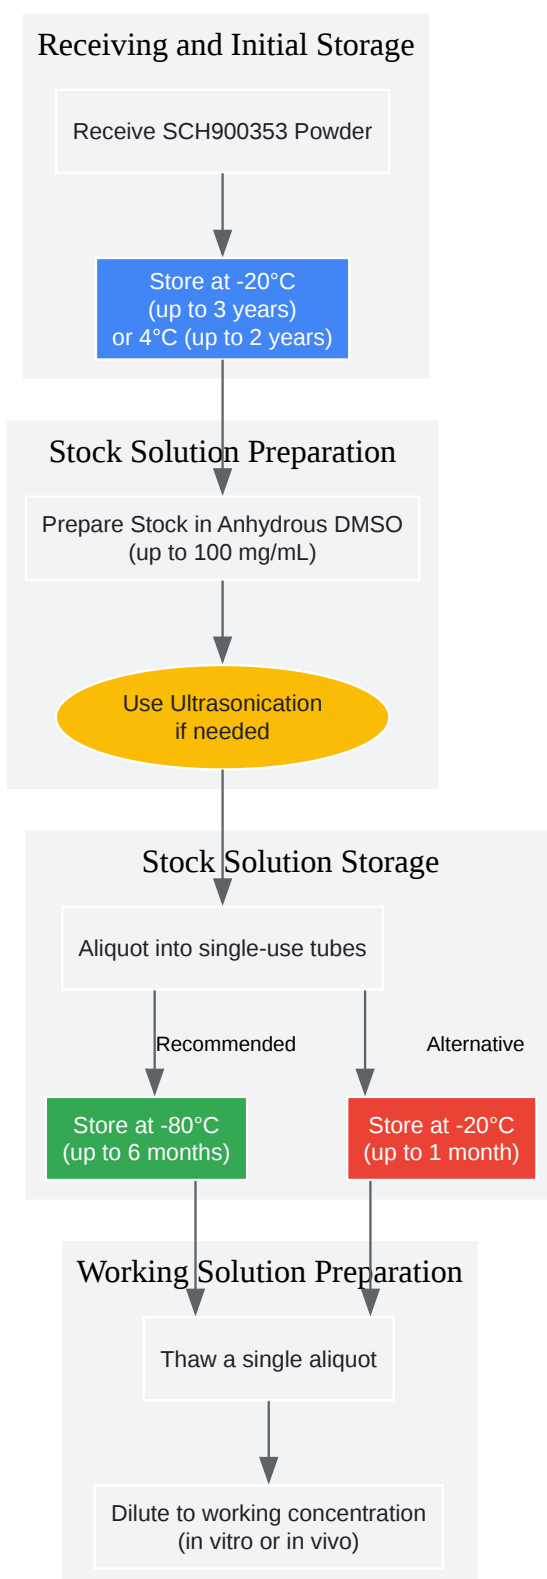 Receiving and Initial Storage
Receive SCH900353 Powder
Store at -20°C
(up to 3 years)
or 4°C (up to 2 years)
Stock Solution Preparation
Prepare Stock in Anhydrous DMSO
(up to 100 mg/mL)
Use Ultrasonication
if needed
Stock Solution Storage
Aliquot into single-use tubes
Recommended
Alternative
Store at -80°C
(up to 6 months)
Store at -20°C
(up to 1 month)
Working Solution Preparation
Thaw a single aliquot
Dilute to working concentration
(in vitro or in vivo)